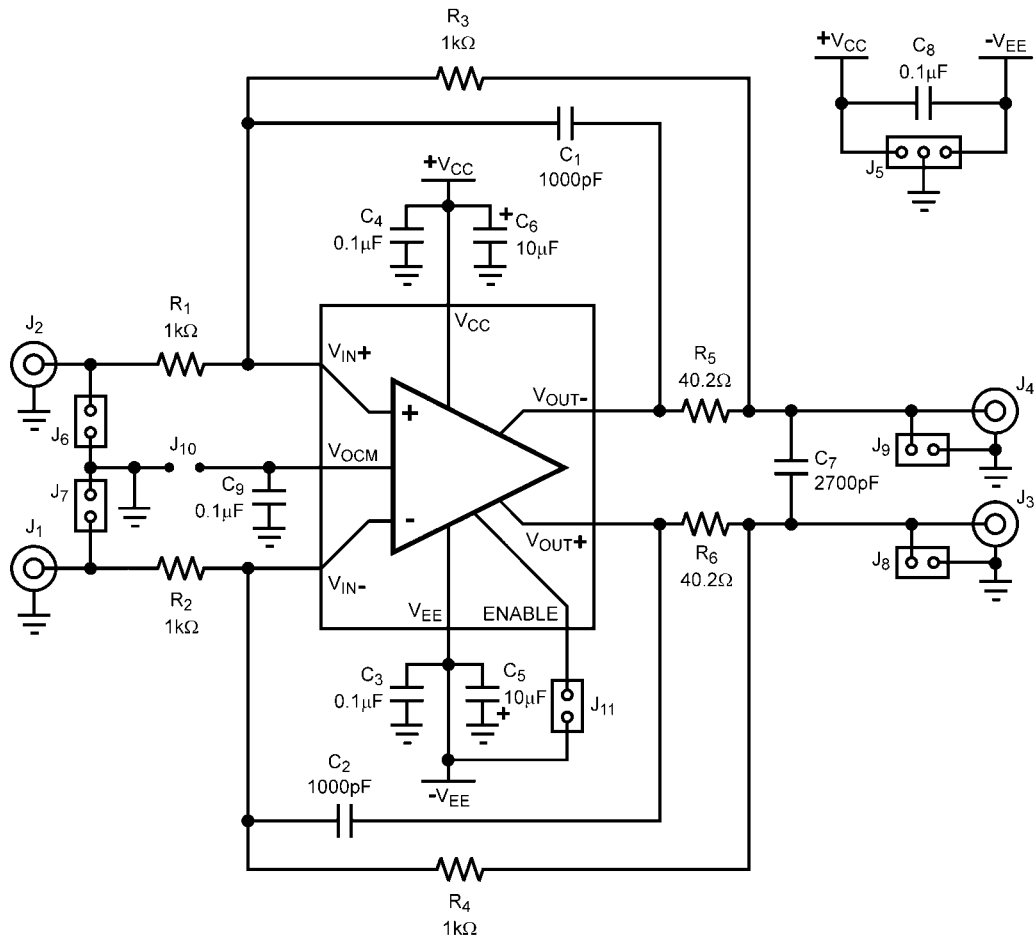 R3
1kΩ
+VCC
C8
0.1μF
-VEE
J5
C1
1000pF
+VCC
C4
0.1μF
+
C6
10μF
R1
1kΩ
J2
VIN+
VCC
+
VOUT-
R5
40.2Ω
J4
J6
J10
VOCM
J9
C7
2700pF
J7
C9
0.1μF
J1
-
VOUT+
J3
R6
40.2Ω
J8
R2
1kΩ
VIN-
VEE
ENABLE
C3
0.1μF
C5
10μF
+
J11
C2
1000pF
-VEE
R4
1kΩ